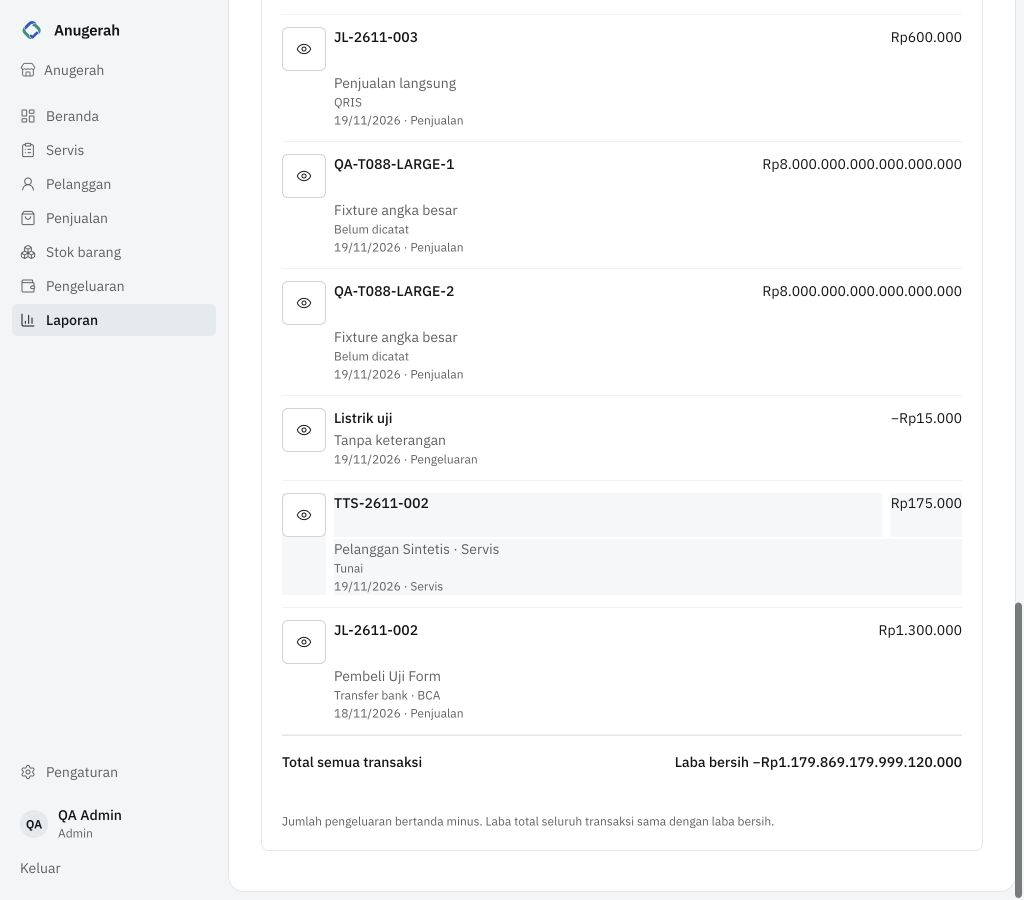 Anugerah
Anugerah
Beranda
Servis
Pelanggan
Penjualan
Stok barang
Pengeluaran
Laporan
Pengaturan
QA
QA Admin
Admin
Keluar
JL-2611-003 Rp600.000
Penjualan langsung
QRIS
19/11/2026 · Penjualan
QA-T088-LARGE-1 Rp8.000.000.000.000.000.000
Fixture angka besar
Belum dicatat
19/11/2026 · Penjualan
QA-T088-LARGE-2 Rp8.000.000.000.000.000.000
Fixture angka besar
Belum dicatat
19/11/2026 · Penjualan
Listrik uji −Rp15.000
Tanpa keterangan
19/11/2026 · Pengeluaran
TTS-2611-002 Rp175.000
Pelanggan Sintetis · Servis
Tunai
19/11/2026 · Servis
JL-2611-002 Rp1.300.000
Pembeli Uji Form
Transfer bank · BCA
18/11/2026 · Penjualan
Total semua transaksi Laba bersih −Rp1.179.869.179.999.120.000
Jumlah pengeluaran bertanda minus. Laba total seluruh transaksi sama dengan laba bersih.